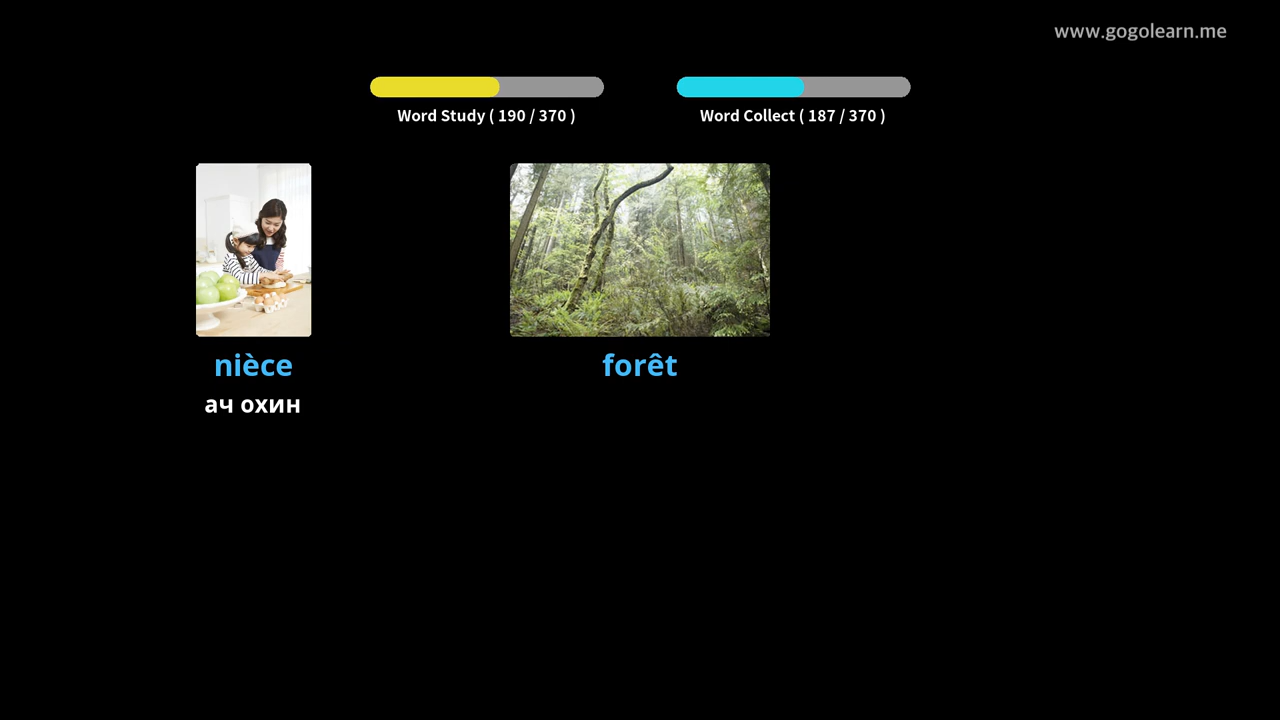 www.gogolearn.me
Word Study ( 190 / 370 )
Word Collect ( 187 / 370 )
nièce
ач охин
forêt